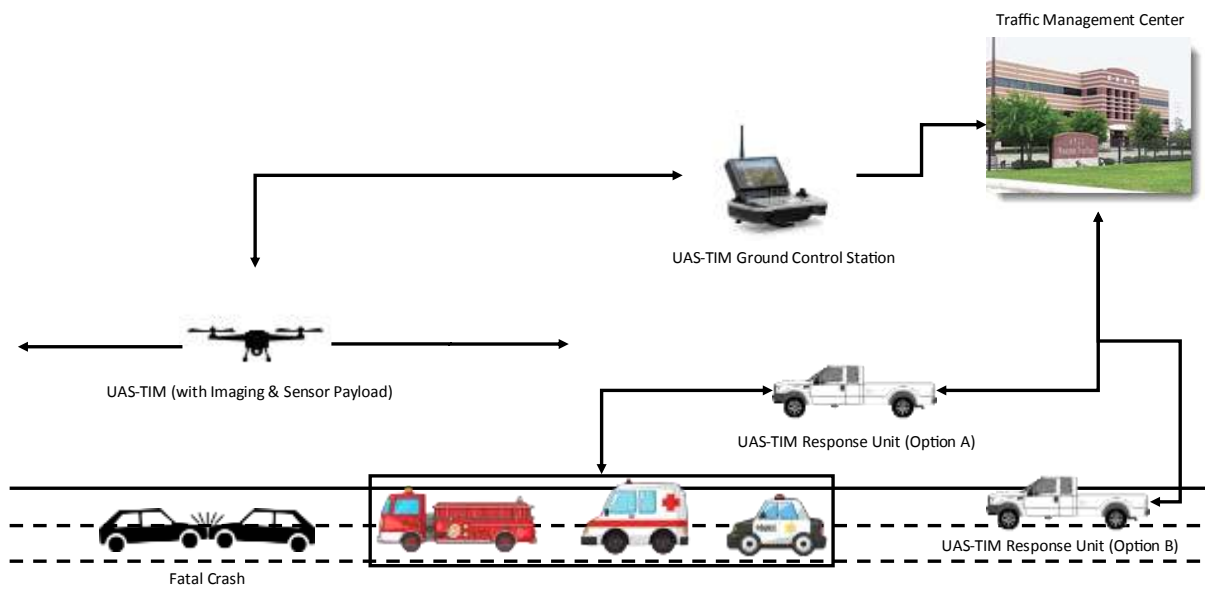 Traffic Management Center
UAS-TIM Ground Control Station
UAS-TIM (with Imaging & Sensor Payload)
UAS-TIM Response Unit (Option A)
UAS-TIM Response Unit (Option B)
Fatal Crash